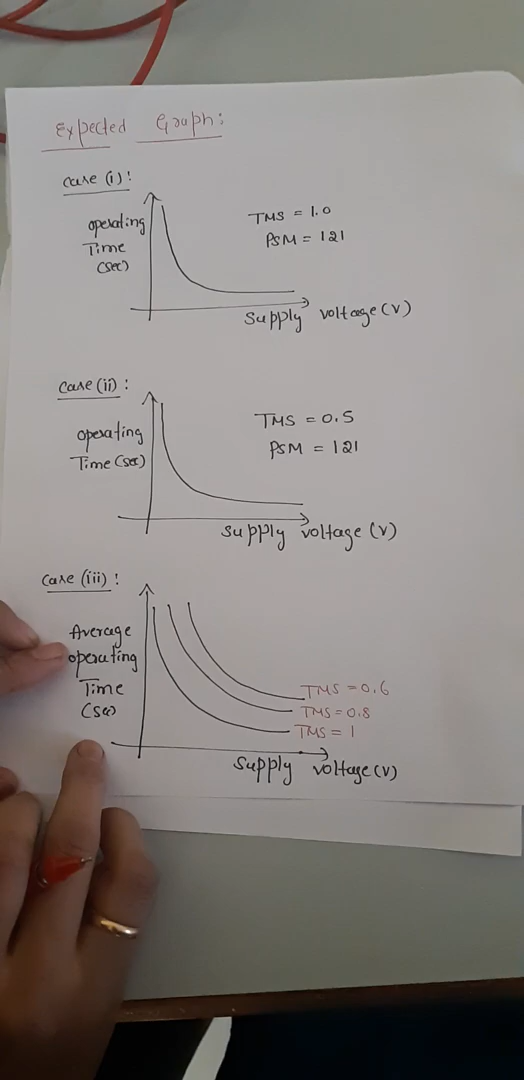 Expected Graph:
Case (i):
operating
Time
(sec)
TMS = 1.0
PSM = 121
Supply voltage (V)
Case (ii) :
operating
Time (sec)
TMS = 0.5
PSM = 121
Supply voltage (V)
Case (iii) :
Average
operating
Time
(sec)
TMS = 0.6
TMS = 0.8
TMS = 1
Supply voltage (V)